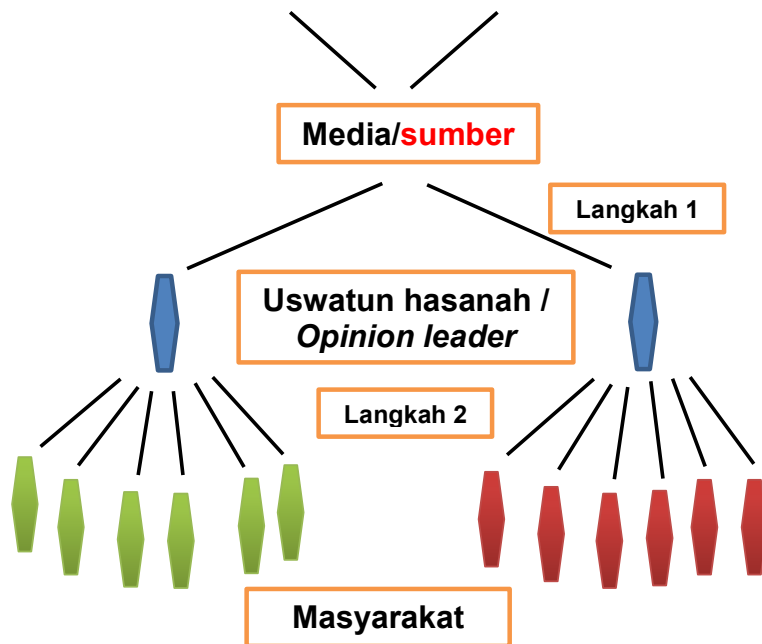 Media/sumber
Langkah 1
Uswatun hasanah /
Opinion leader
Langkah 2
Masyarakat